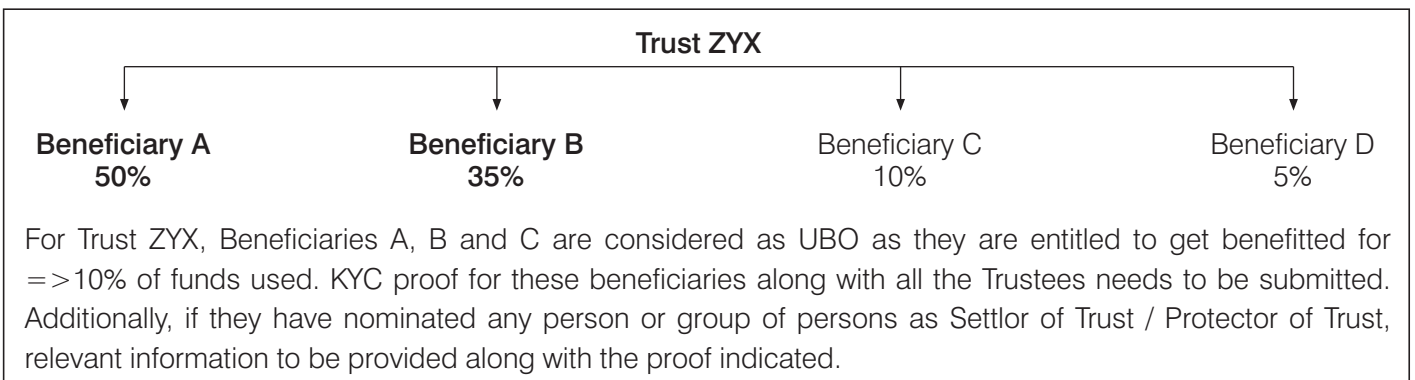 Trust ZYX
Beneficiary A Beneficiary B Beneficiary C Beneficiary D
50% 35% 10% 5%
For Trust ZYX, Beneficiaries A, B and C are considered as UBO as they are entitled to get benefitted for
=>10% of funds used. KYC proof for these beneficiaries along with all the Trustees needs to be submitted.
Additionally, if they have nominated any person or group of persons as Settlor of Trust / Protector of Trust,
relevant information to be provided along with the proof indicated.